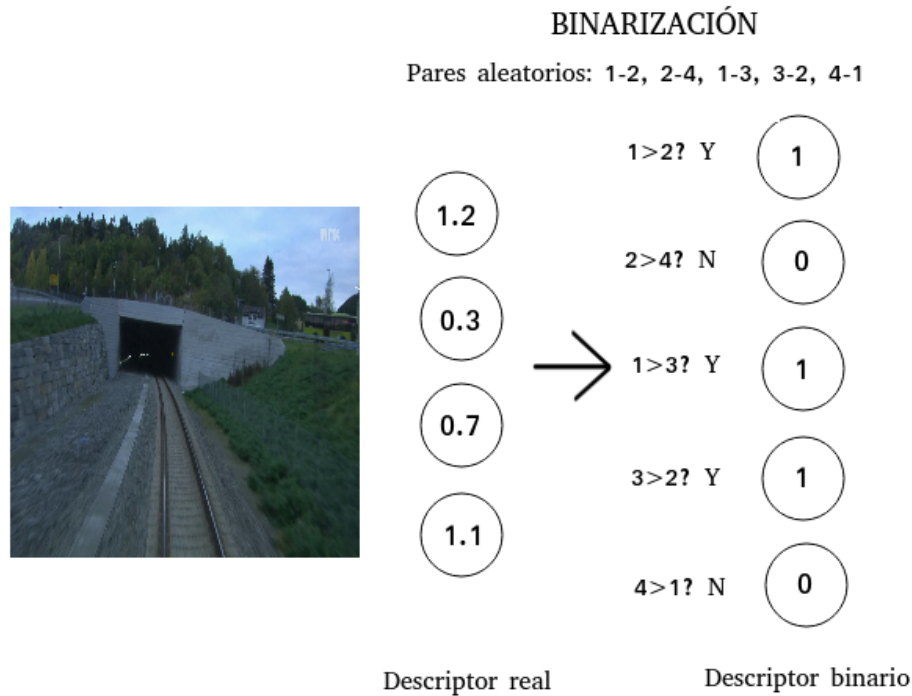 BINARIZACIÓN
Pares aleatorios: 1-2, 2-4, 1-3, 3-2, 4-1
1>2? Y
1
1.2
2>4? N
0
0.3
1>3? Y
1
0.7
3>2? Y
1
1.1
4>1? N
0
Descriptor real
Descriptor binario
NRK